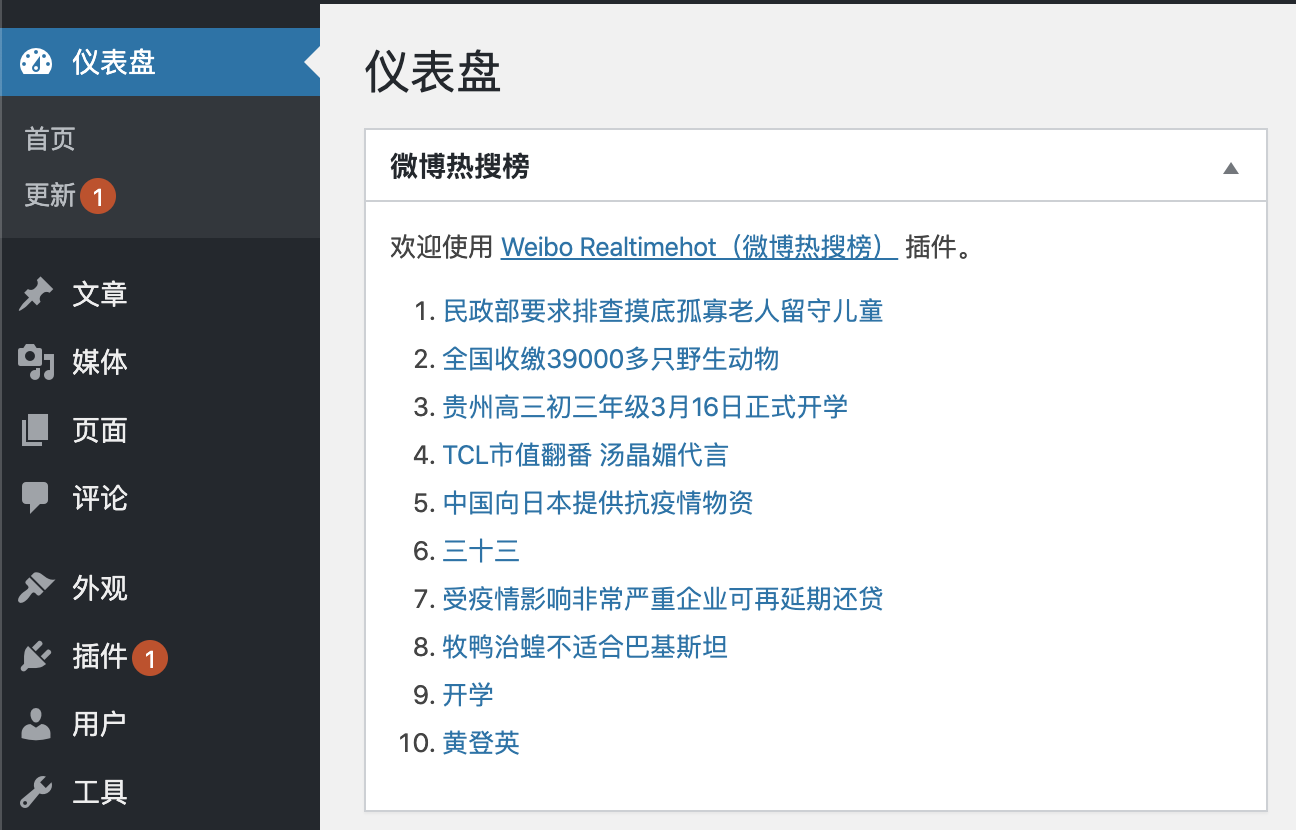 仪表盘
首页
更新 1
文章
媒体
页面
评论
外观
插件 1
用户
工具
仪表盘
微博热搜榜
欢迎使用 Weibo Realtimehot（微博热搜榜） 插件。
1. 民政部要求排查摸底孤寡老人留守儿童
2. 全国收缴39000多只野生动物
3. 贵州高三初三年级3月16日正式开学
4. TCL市值翻番 汤晶媚代言
5. 中国向日本提供抗疫情物资
6. 三十三
7. 受疫情影响非常严重企业可再延期还贷
8. 牧鸭治蝗不适合巴基斯坦
9. 开学
10. 黄登英